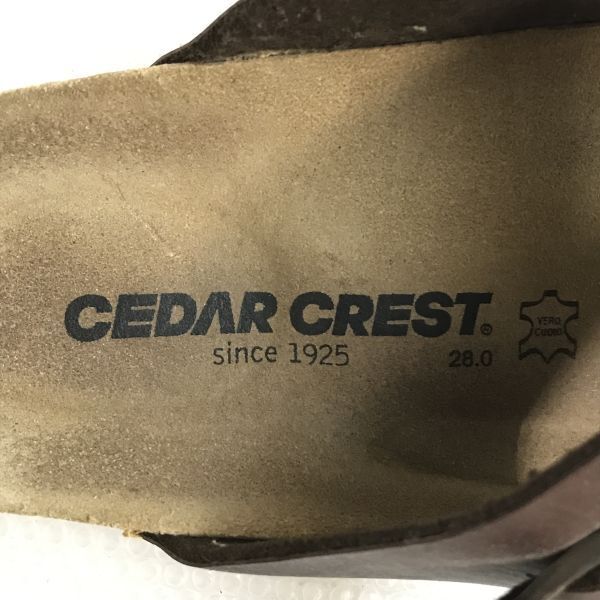 CEDAR CREST®
since 1925
28.0
VERO
CUOIO